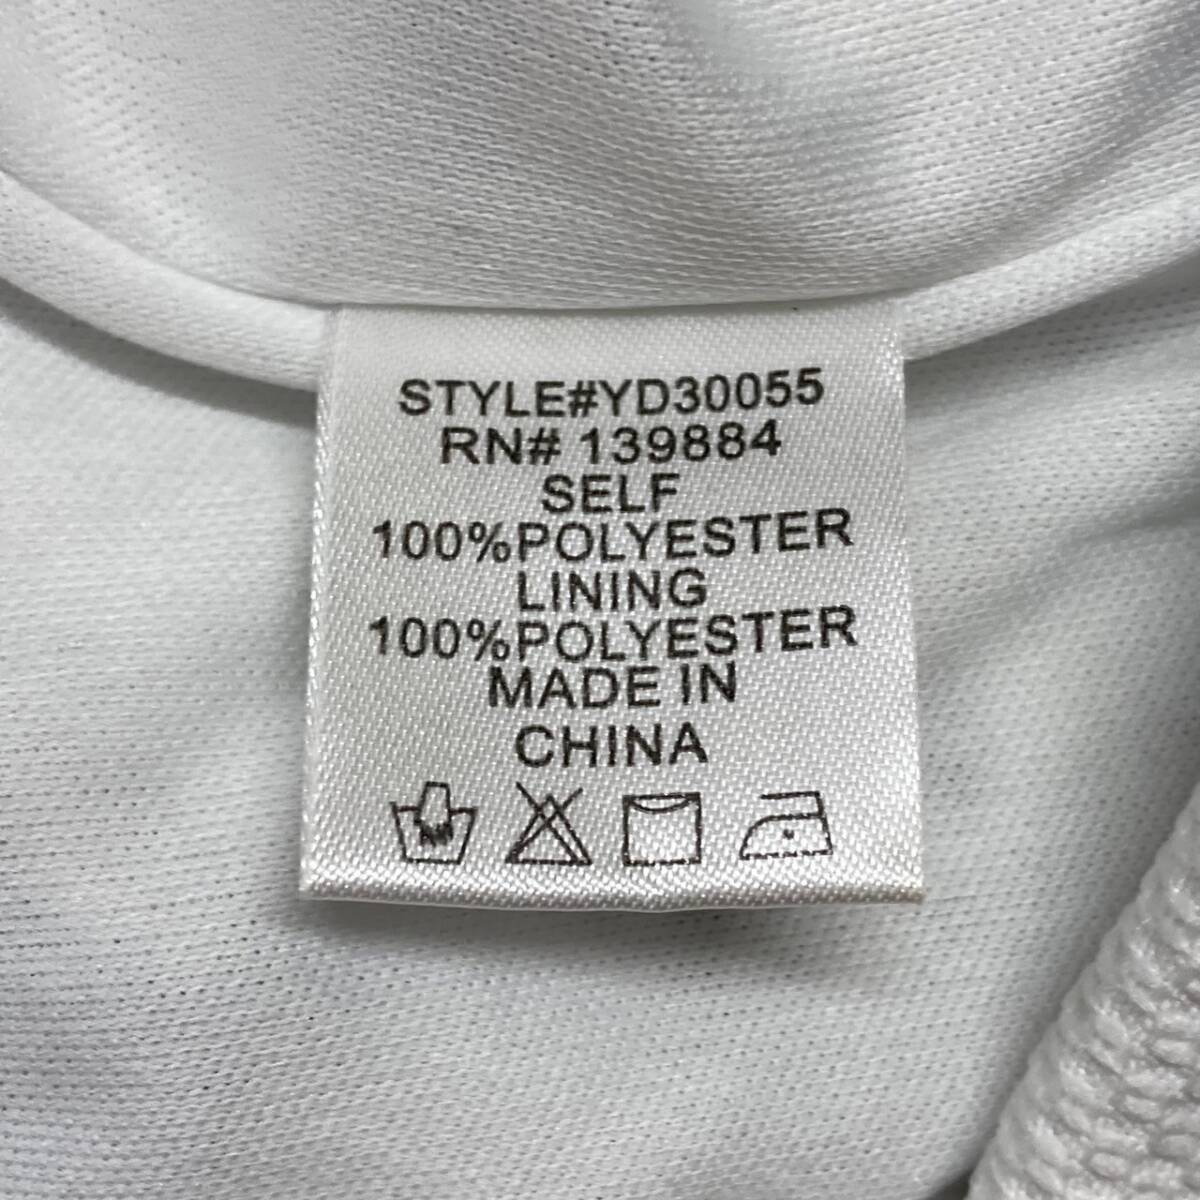 STYLE#YD30055
RN# 139884
SELF
100%POLYESTER
LINING
100%POLYESTER
MADE IN
CHINA